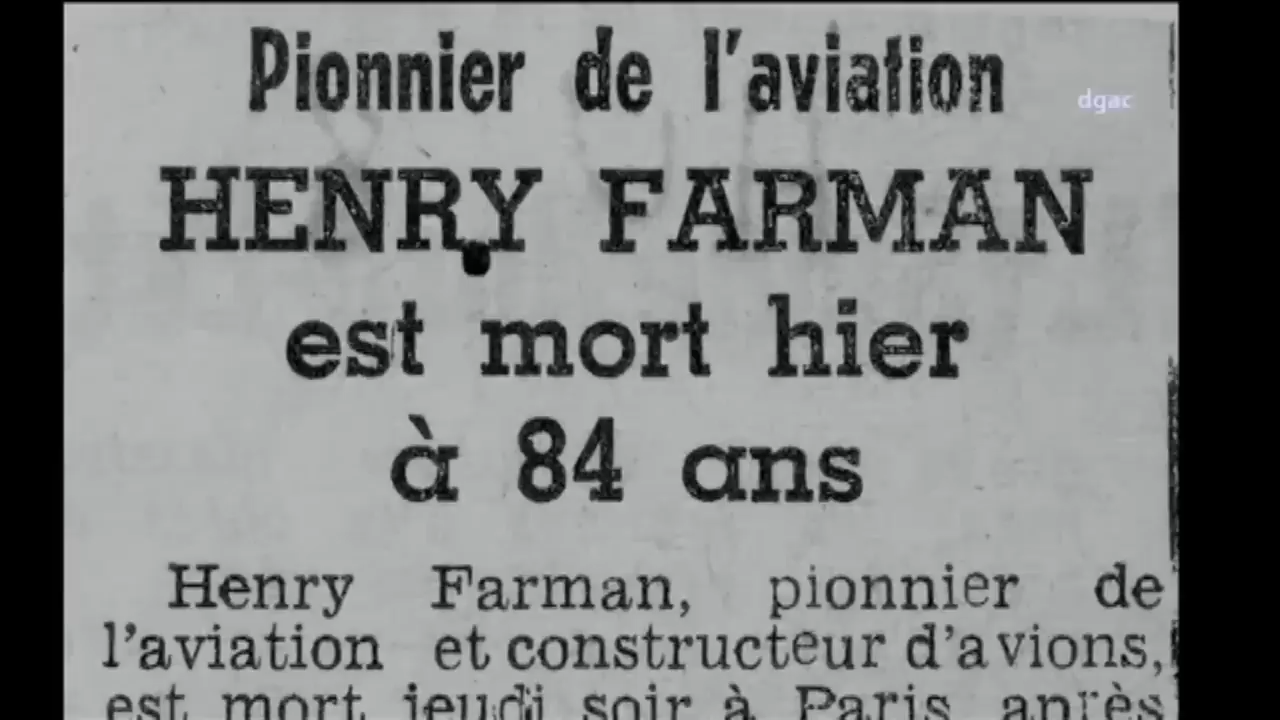 Pionnier de l'aviation
dgac
HENRY FARMAN
est mort hier
à 84 ans
Henry Farman, pionnier de
l'aviation et constructeur d'avions,
est mort jeudi soir à Paris après